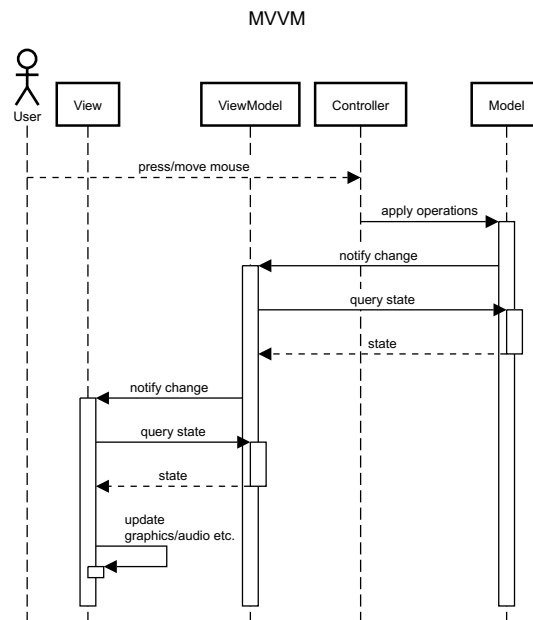 MVVM
User
View
ViewModel
Controller
Model
press/move mouse
apply operations
notify change
query state
state
notify change
query state
state
update
graphics/audio etc.